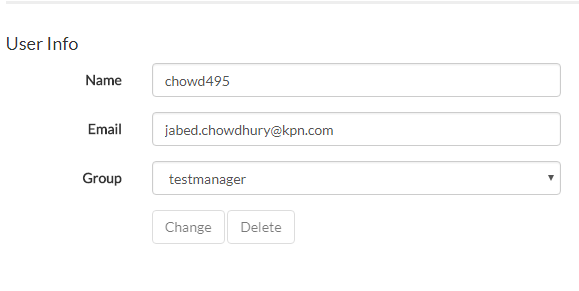 User Info
Name chowd495
Email jabed.chowdhury@kpn.com
Group testmanager
Change Delete